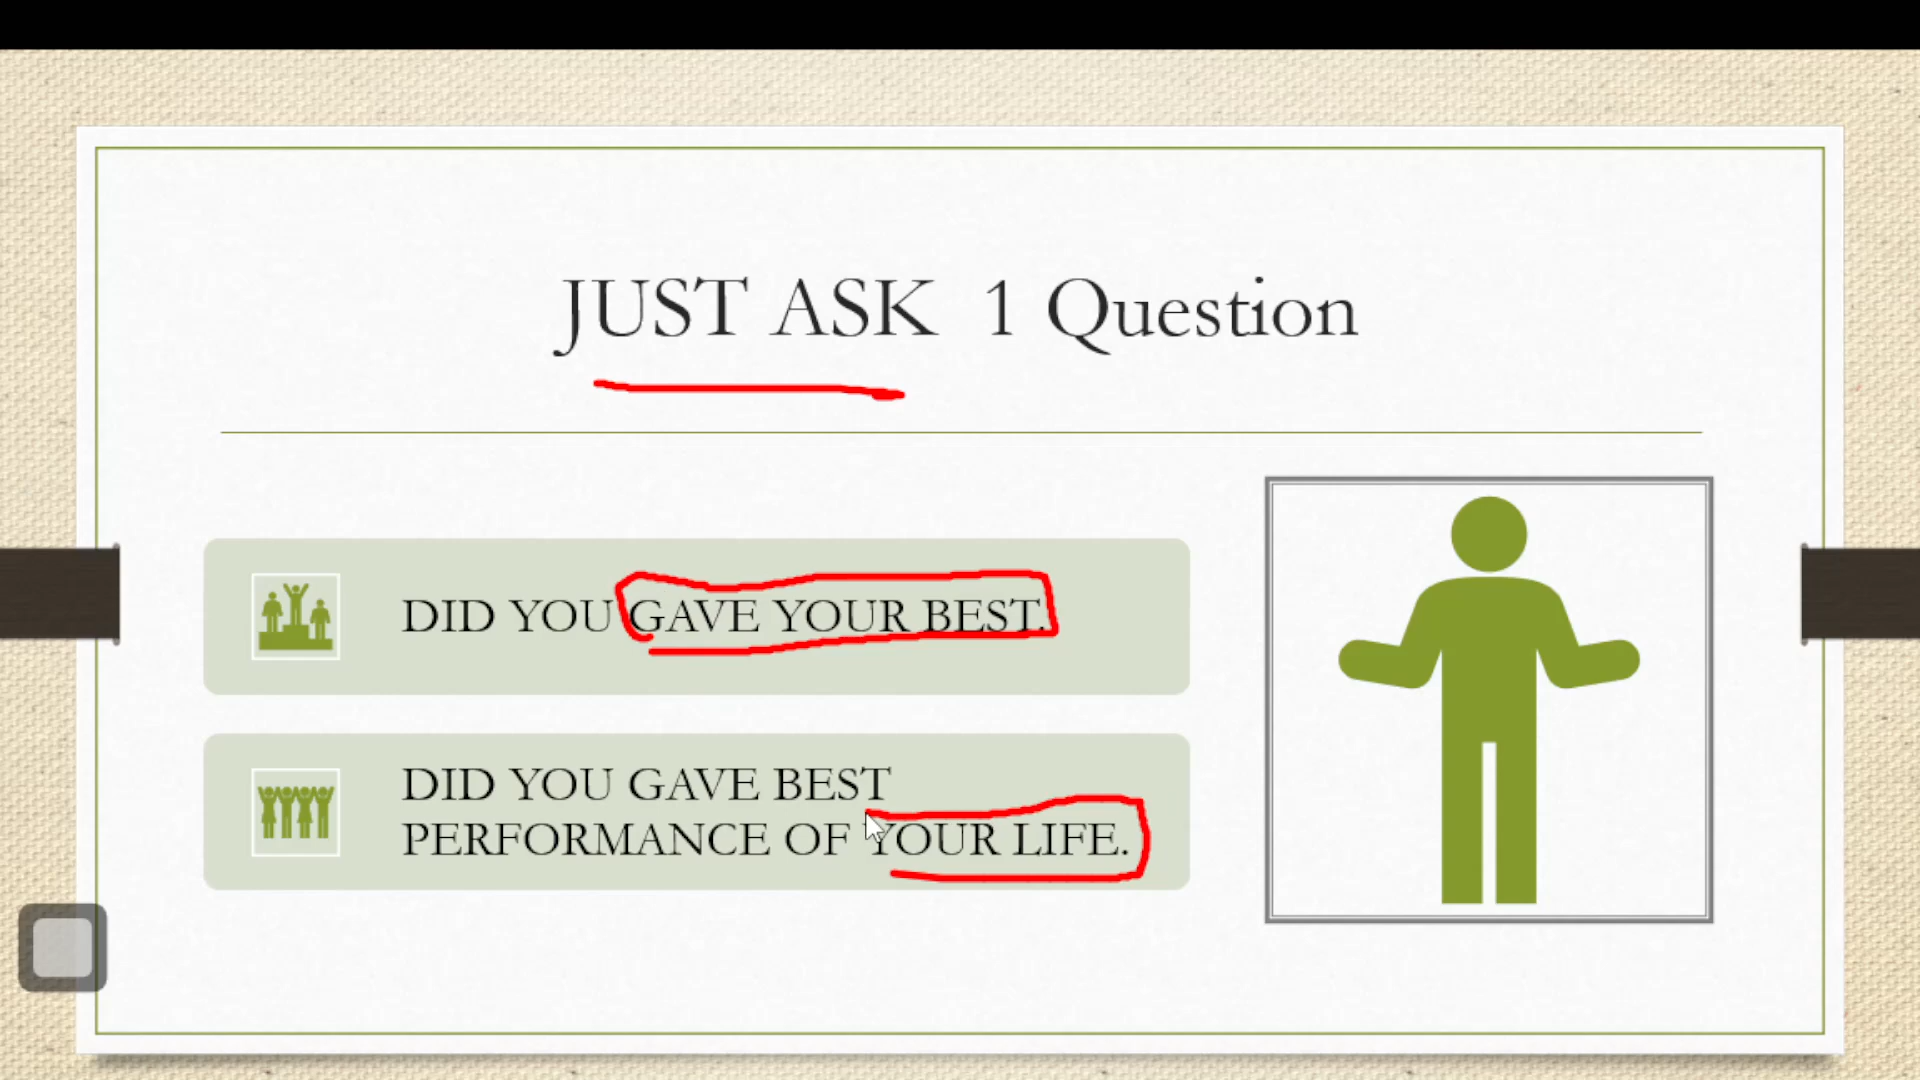 JUST ASK 1 Question
DID YOU GAVE YOUR BEST.
DID YOU GAVE BEST
PERFORMANCE OF YOUR LIFE.